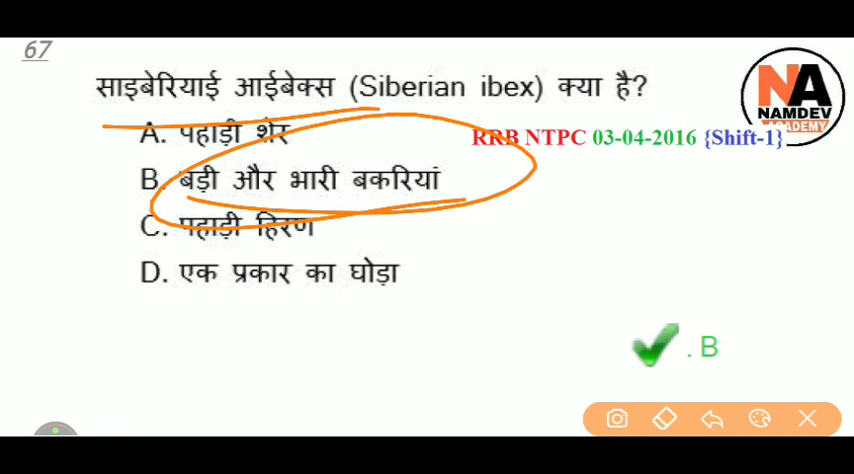 67
साइबेरियाई आईबेक्स (Siberian ibex) क्या है?
NA
NAMDEV
ACADEMY
A. पहाड़ी शेर
RRB NTPC 03-04-2016 {Shift-1}
B. बड़ी और भारी बकरियां
C. पहाड़ी हिरण
D. एक प्रकार का घोड़ा
. B